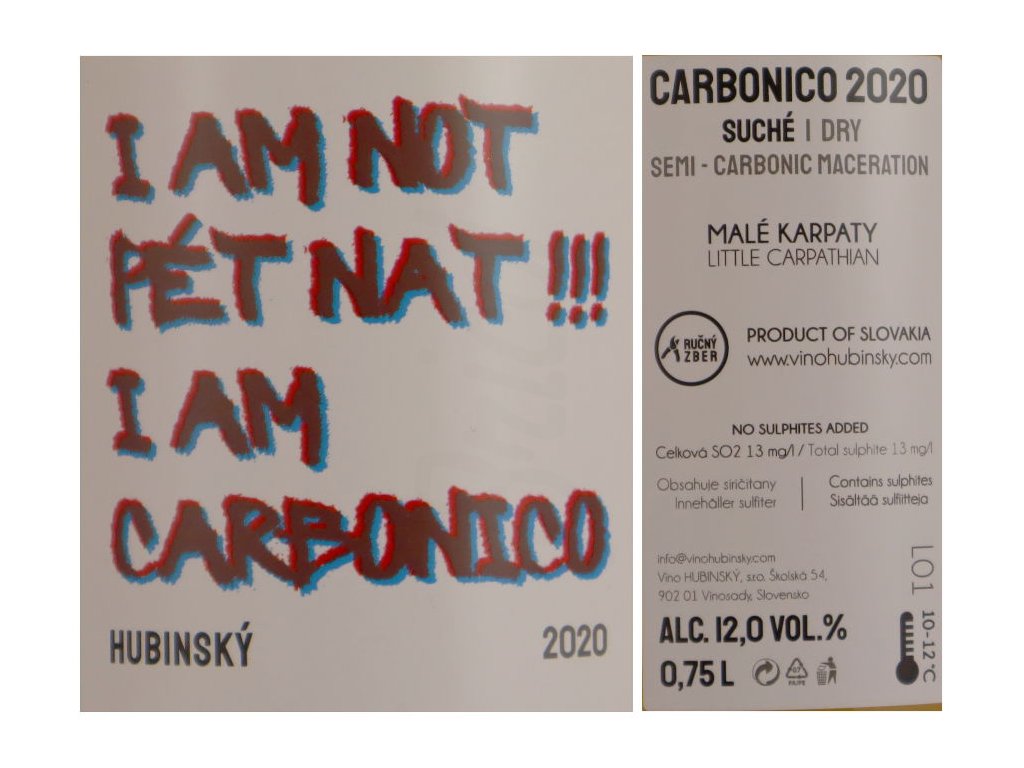 I AM NOT
PÉT NAT !!!
I AM
CARBONICO
HUBINSKÝ 2020
CARBONICO 2020
SUCHÉ | DRY
SEMI - CARBONIC MACERATION
MALÉ KARPATY
LITTLE CARPATHIAN
RUČNÝ
ZBER
PRODUCT OF SLOVAKIA
www.vinohubinsky.com
NO SULPHITES ADDED
Celková SO2 13 mg/l / Total sulphite 13 mg/l
Obsahuje siričitany
Innehåller sulfiter
Contains sulphites
Sisältää sulfiitteja
info@vinohubinsky.com
Vino HUBINSKÝ, s.r.o. Školská 54,
902 01 Vinosady, Slovensko
L01
ALC. 12,0 VOL.%
0,75 L
10-12 °C